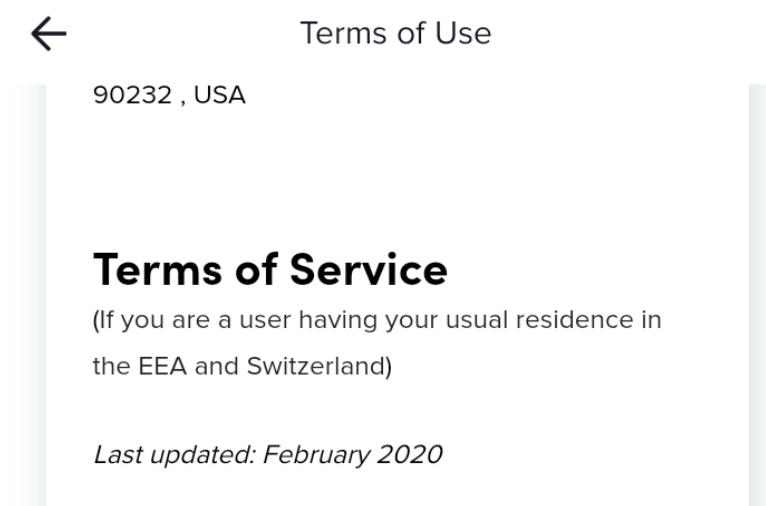 Terms of Use
90232 , USA
Terms of Service
(If you are a user having your usual residence in
the EEA and Switzerland)
Last updated: February 2020